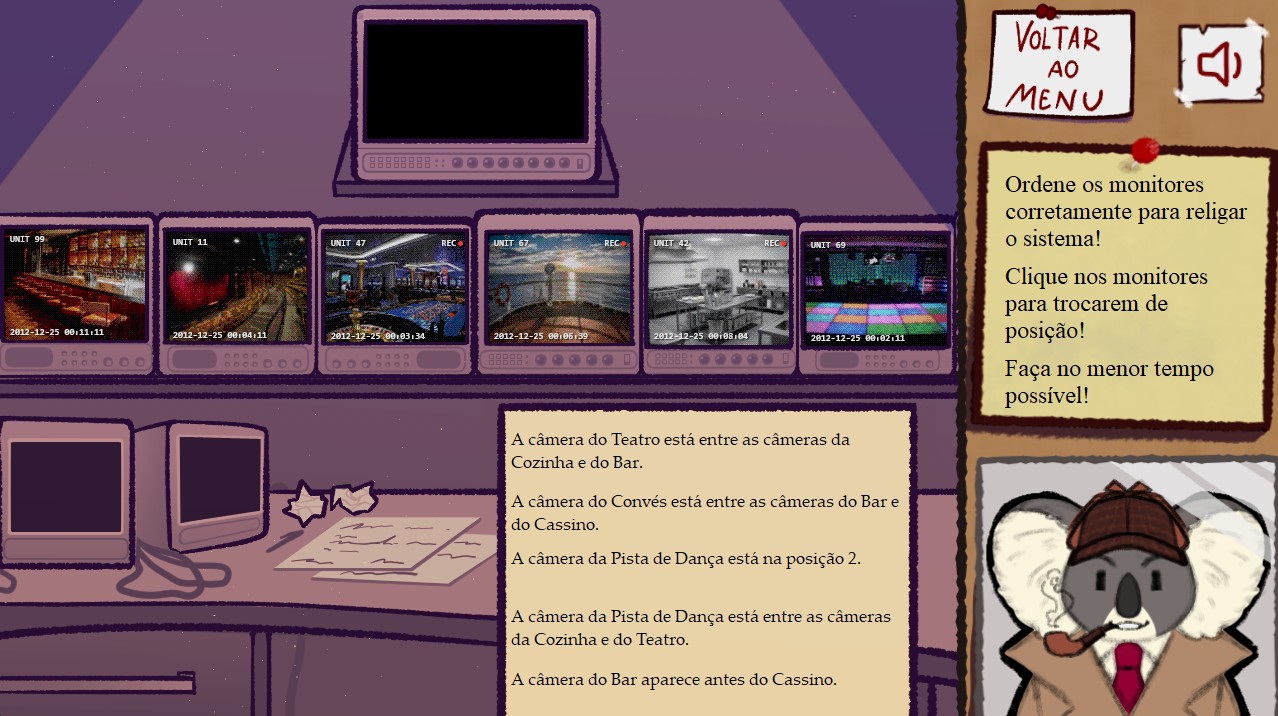 VOLTAR
AO
MENU
Ordene os monitores
corretamente para religar
o sistema!
Clique nos monitores
para trocarem de
posição!
Faça no menor tempo
possível!
UNIT 99
2012-12-25 00:11:11
UNIT 11
2012-12-25 00:04:11
UNIT 47 REC
2012-12-25 00:03:34
UNIT 67 REC
2012-12-25 00:06:39
UNIT 42 REC
2012-12-25 00:08:04
UNIT 69
2012-12-25 00:02:11
A câmera do Teatro está entre as câmeras da
Cozinha e do Bar.
A câmera do Convés está entre as câmeras do Bar e
do Cassino.
A câmera da Pista de Dança está na posição 2.
A câmera da Pista de Dança está entre as câmeras
da Cozinha e do Teatro.
A câmera do Bar aparece antes do Cassino.